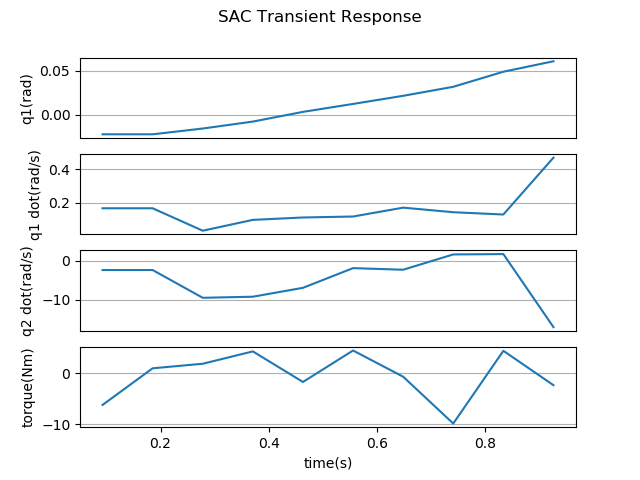 SAC Transient Response
0.05
0.00
q1(rad)
0.4
0.2
q1 dot(rad/s)
0
−10
q2 dot(rad/s)
0
−10
torque(Nm)
0.2 0.4 0.6 0.8
time(s)